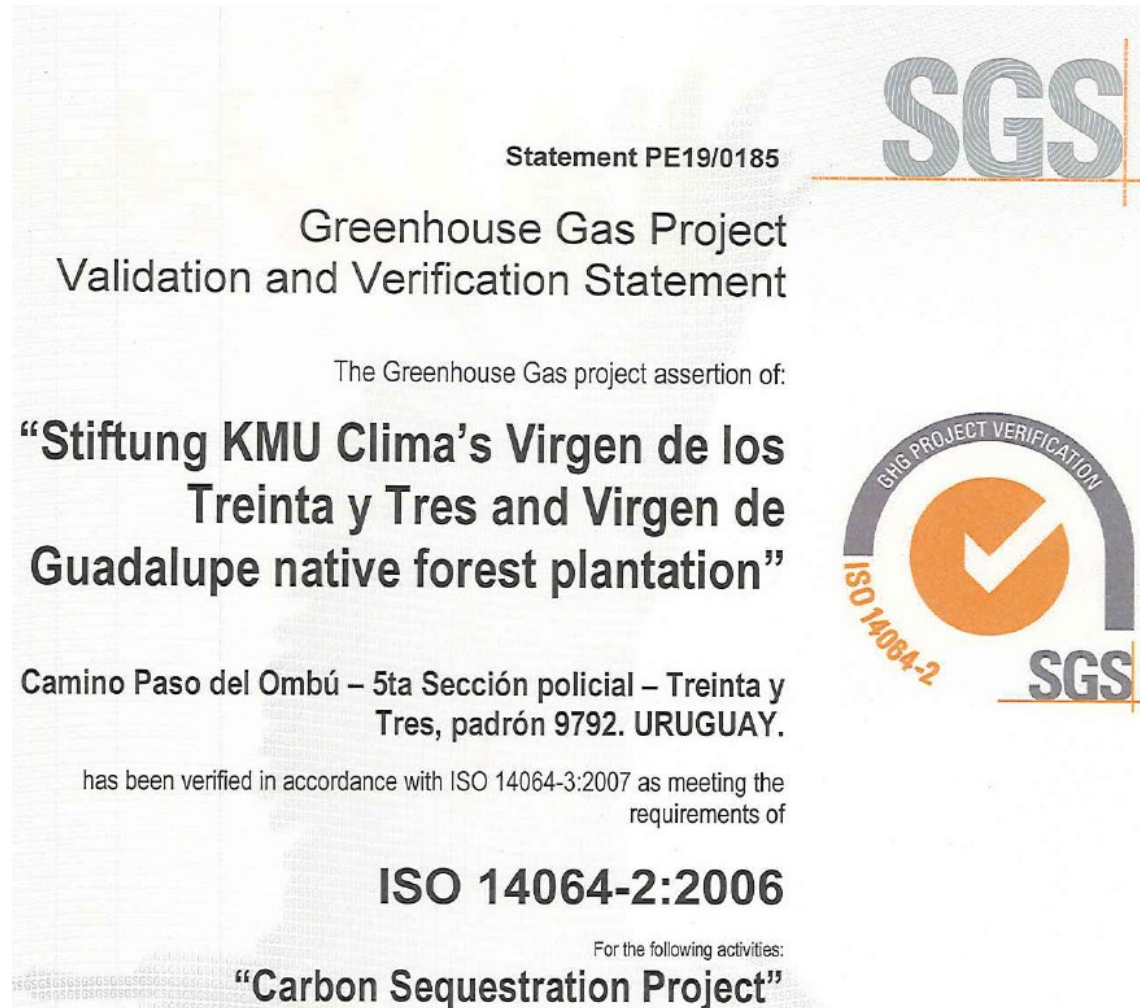 SGS
Statement PE19/0185
Greenhouse Gas Project
Validation and Verification Statement
The Greenhouse Gas project assertion of:
“Stiftung KMU Clima’s Virgen de los
Treinta y Tres and Virgen de
Guadalupe native forest plantation”
GHG PROJECT VERIFICATION
ISO 14064-2
SGS
Camino Paso del Ombú – 5ta Sección policial – Treinta y
Tres, padrón 9792. URUGUAY.
has been verified in accordance with ISO 14064-3:2007 as meeting the
requirements of
ISO 14064-2:2006
For the following activities:
“Carbon Sequestration Project”